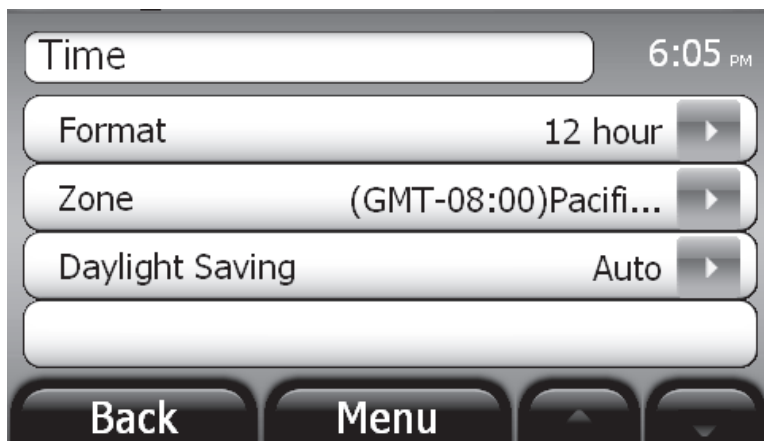 Time 6:05 PM
Format 12 hour
Zone (GMT-08:00)Pacifi...
Daylight Saving Auto
Back Menu